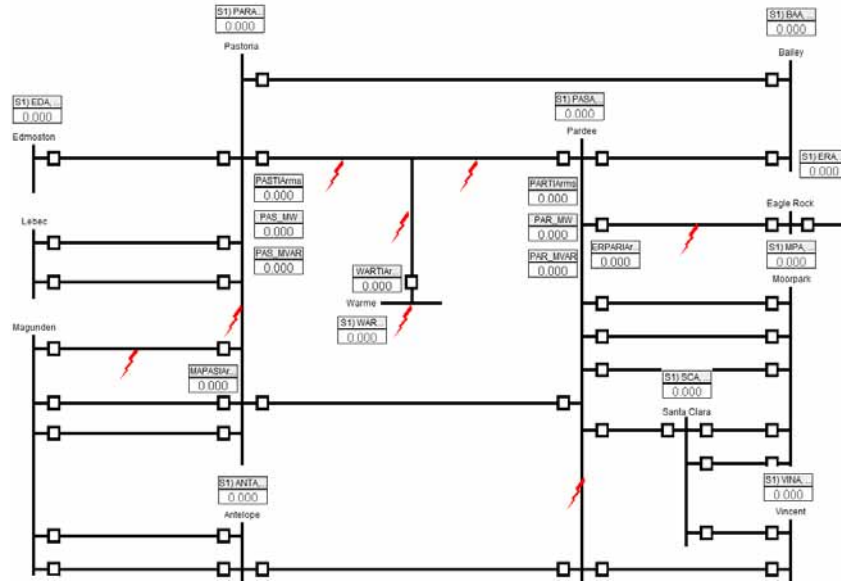 S1) PARA...
0.000
Pastoria
S1) BAA, ...
0.000
Bailey
S1) EDA, ...
0.000
Edmoston
S1) PASA, ...
0.000
Pardee
S1) ERA, ...
0.000
PASTIArms
0.000
PAS_MW
0.000
PAS_MVAR
0.000
PARTIArms
0.000
PAR_MW
0.000
PAR_MVAR
0.000
Eagle Rock
Lebec
ERPARIAr...
0.000
S1) MPA, ...
0.000
Moorpark
WARTIAr...
0.000
Warme
S1) WAR...
0.000
Magunden
MAPASIAr...
0.000
S1) SCA, ...
0.000
Santa Clara
S1) ANTA, ...
0.000
Antelope
S1) VINA, ...
0.000
Vincent